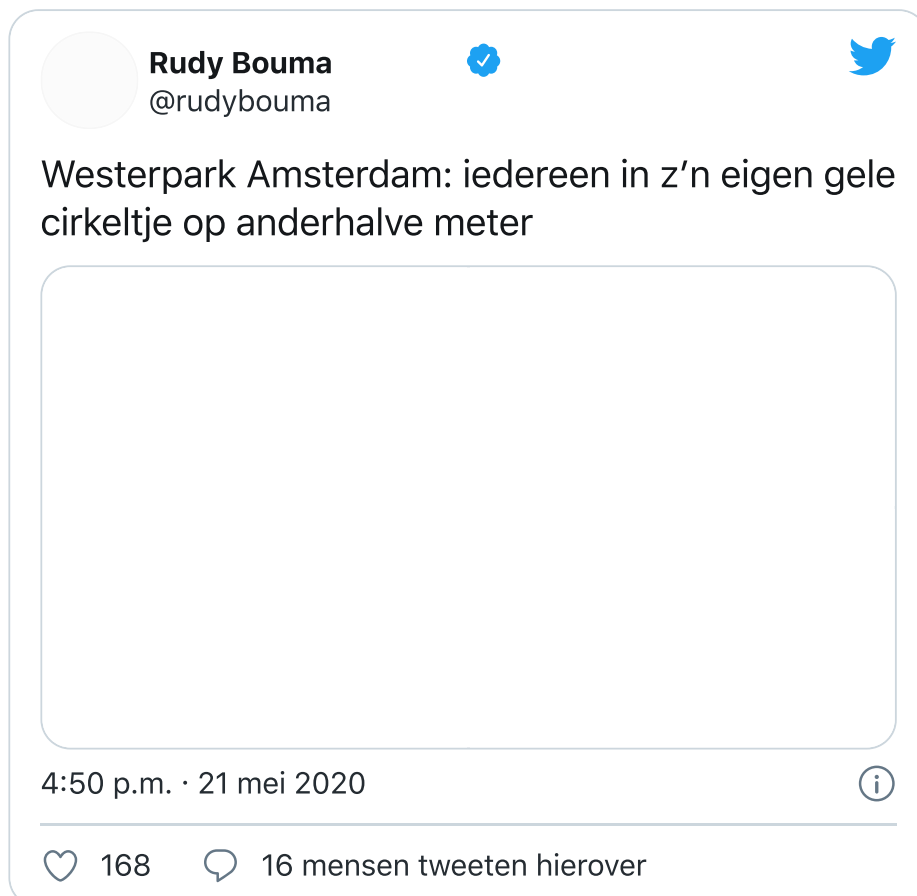 Rudy Bouma
@rudybouma
Westerpark Amsterdam: iedereen in z’n eigen gele
cirkeltje op anderhalve meter
4:50 p.m. · 21 mei 2020
168
16 mensen tweeten hierover